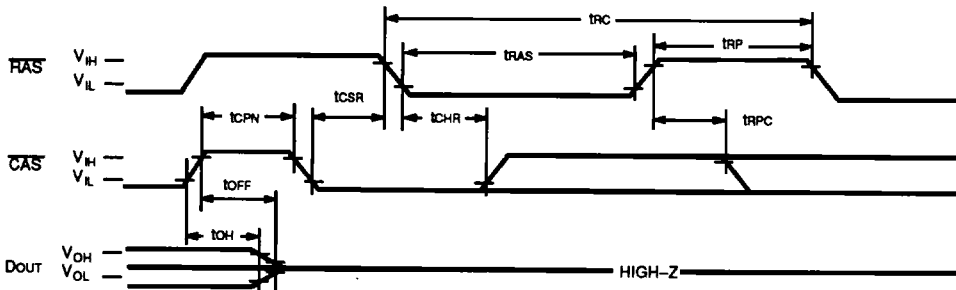 tRC
tRAS
tRP
RAS
VIH
VIL
tCSR
tCPN
tCHR
tRPC
CAS
VIH
VIL
tOFF
tOH
DOUT
VOH
VOL
HIGH-Z